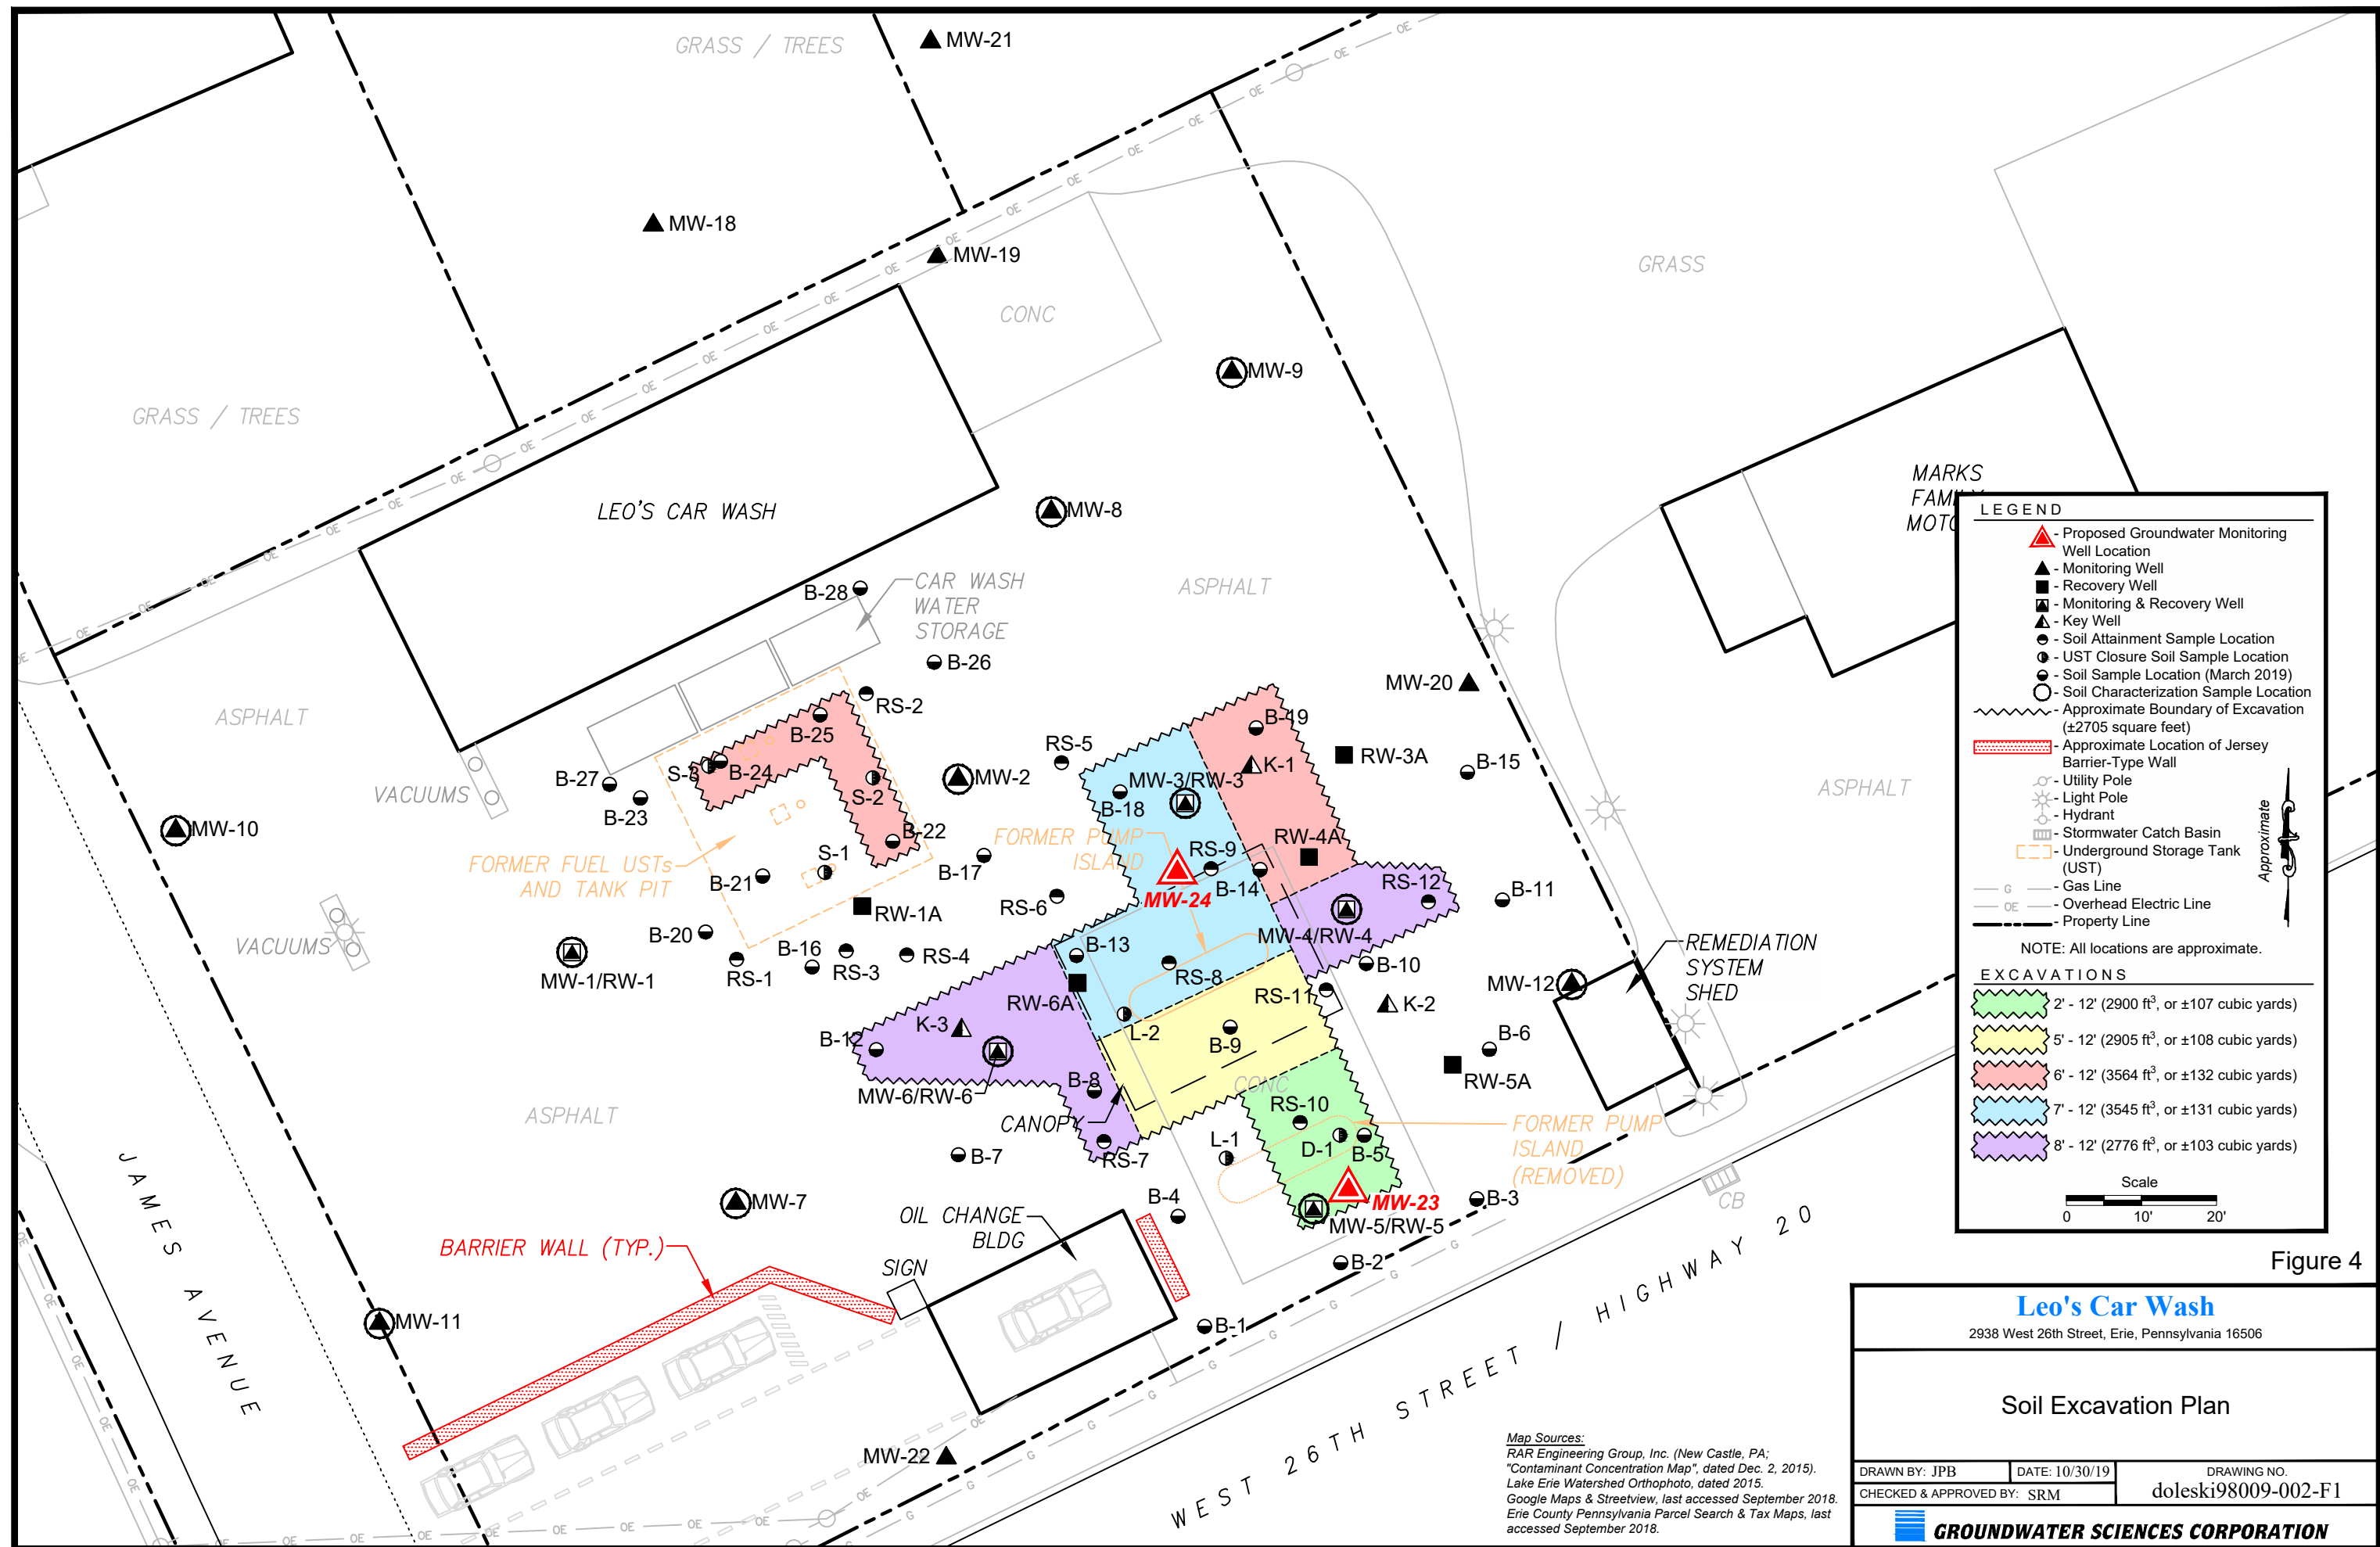 GRASS / TREES
MW-21
MW-18
MW-19
GRASS
CONC
MW-9
GRASS / TREES
LEO'S CAR WASH
MW-8
MARKS
FAMILY
MOTO
ASPHALT
B-28
CAR WASH
WATER
STORAGE
B-26
MW-20
RS-2
ASPHALT
B-25
B-19
RS-5
RW-3A
B-15
S-3
B-24
MW-2
MW-3/RW-3
K-1
B-27
S-2
B-18
ASPHALT
VACUUMS
B-23
MW-10
B-22
FORMER PUMP
ISLAND
RW-4A
FORMER FUEL USTs
AND TANK PIT
S-1
B-17
RS-9
B-21
B-14
RS-12
B-11
MW-24
RS-6
RW-1A
VACUUMS
B-20
B-16
MW-4/RW-4
RS-4
B-13
REMEDIATION
SYSTEM
SHED
MW-1/RW-1
RS-1
RS-3
RS-8
B-10
MW-12
RW-6A
RS-11
K-2
K-3
L-2
B-9
B-12
B-6
RW-5A
B-8
CONC
MW-6/RW-6
ASPHALT
CANOPY
RS-10
FORMER PUMP
ISLAND
(REMOVED)
L-1
D-1
B-5
B-7
RS-7
MW-7
B-4
MW-23
B-3
CB
OIL CHANGE
BLDG
MW-5/RW-5
BARRIER WALL (TYP.)
B-2
SIGN
MW-11
B-1
JAMES AVENUE
MW-22
WEST 26TH STREET / HIGHWAY 20
OE
G
LEGEND
- Proposed Groundwater Monitoring
Well Location
- Monitoring Well
- Recovery Well
- Monitoring & Recovery Well
- Key Well
- Soil Attainment Sample Location
- UST Closure Soil Sample Location
- Soil Sample Location (March 2019)
- Soil Characterization Sample Location
- Approximate Boundary of Excavation
(±2705 square feet)
- Approximate Location of Jersey
Barrier-Type Wall
- Utility Pole
- Light Pole
- Hydrant
- Stormwater Catch Basin
- Underground Storage Tank
(UST)
G - Gas Line
OE - Overhead Electric Line
- Property Line
Approximate
NOTE: All locations are approximate.
EXCAVATIONS
2' - 12' (2900 ft³, or ±107 cubic yards)
5' - 12' (2905 ft³, or ±108 cubic yards)
6' - 12' (3564 ft³, or ±132 cubic yards)
7' - 12' (3545 ft³, or ±131 cubic yards)
8' - 12' (2776 ft³, or ±103 cubic yards)
Scale
0 10' 20'
Figure 4
Leo's Car Wash
2938 West 26th Street, Erie, Pennsylvania 16506
Soil Excavation Plan
DRAWN BY: JPB
DATE: 10/30/19
DRAWING NO.
doleski98009-002-F1
CHECKED & APPROVED BY: SRM
GROUNDWATER SCIENCES CORPORATION
Map Sources:
RAR Engineering Group, Inc. (New Castle, PA;
"Contaminant Concentration Map", dated Dec. 2, 2015).
Lake Erie Watershed Orthophoto, dated 2015.
Google Maps & Streetview, last accessed September 2018.
Erie County Pennsylvania Parcel Search & Tax Maps, last
accessed September 2018.